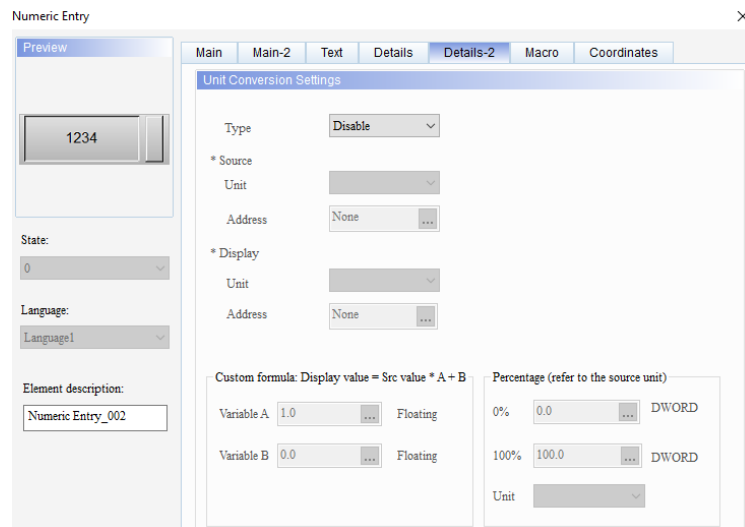 Numeric Entry
Preview
1234
State:
0
Language:
Language1
Element description:
Numeric Entry_002
Main Main-2 Text Details Details-2 Macro Coordinates
Unit Conversion Settings
Type Disable
* Source
Unit
Address None ...
* Display
Unit
Address None ...
Custom formula: Display value = Src value * A + B
Variable A 1.0 ... Floating
Variable B 0.0 ... Floating
Percentage (refer to the source unit)
0% 0.0 ... DWORD
100% 100.0 ... DWORD
Unit